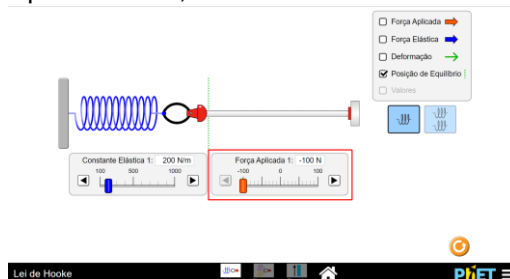 Força Aplicada
Força Elástica
Deformação
Posição de Equilíbrio
Valores
Constante Elástica 1: 200 N/m
100 500 1000
Força Aplicada 1: -100 N
-100 0 100
Lei de Hooke
PhET